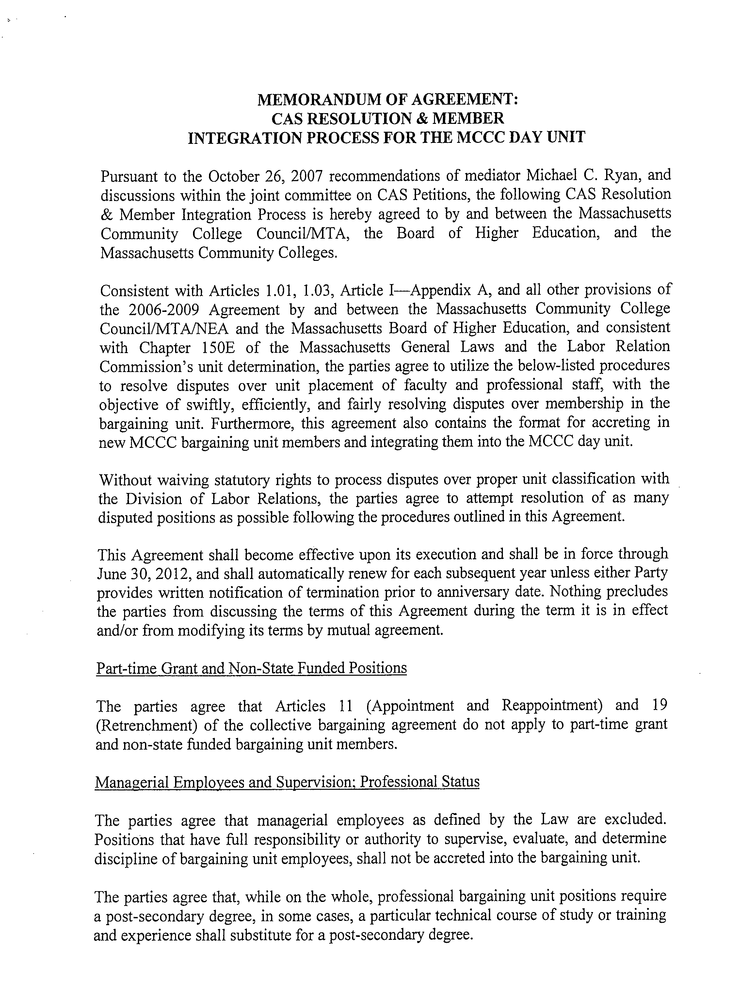 MEMORANDUM OF AGREEMENT:
CAS RESOLUTION & MEMBER
INTEGRATION PROCESS FOR THE MCCC DAY UNIT
Pursuant to the October 26, 2007 recommendations of mediator Michael C. Ryan, and
discussions within the joint committee on CAS Petitions, the following CAS Resolution
& Member Integration Process is hereby agreed to by and between the Massachusetts
Community College Council/MTA, the Board of Higher Education, and the
Massachusetts Community Colleges.
Consistent with Articles 1.01, 1.03, Article I—Appendix A, and all other provisions of
the 2006-2009 Agreement by and between the Massachusetts Community College
Council/MTA/NEA and the Massachusetts Board of Higher Education, and consistent
with Chapter 150E of the Massachusetts General Laws and the Labor Relation
Commission's unit determination, the parties agree to utilize the below-listed procedures
to resolve disputes over unit placement of faculty and professional staff, with the
objective of swiftly, efficiently, and fairly resolving disputes over membership in the
bargaining unit. Furthermore, this agreement also contains the format for accreting in
new MCCC bargaining unit members and integrating them into the MCCC day unit.
Without waiving statutory rights to process disputes over proper unit classification with
the Division of Labor Relations, the parties agree to attempt resolution of as many
disputed positions as possible following the procedures outlined in this Agreement.
This Agreement shall become effective upon its execution and shall be in force through
June 30, 2012, and shall automatically renew for each subsequent year unless either Party
provides written notification of termination prior to anniversary date. Nothing precludes
the parties from discussing the terms of this Agreement during the term it is in effect
and/or from modifying its terms by mutual agreement.
Part-time Grant and Non-State Funded Positions
The parties agree that Articles 11 (Appointment and Reappointment) and 19
(Retrenchment) of the collective bargaining agreement do not apply to part-time grant
and non-state funded bargaining unit members.
Managerial Employees and Supervision; Professional Status
The parties agree that managerial employees as defined by the Law are excluded.
Positions that have full responsibility or authority to supervise, evaluate, and determine
discipline of bargaining unit employees, shall not be accreted into the bargaining unit.
The parties agree that, while on the whole, professional bargaining unit positions require
a post-secondary degree, in some cases, a particular technical course of study or training
and experience shall substitute for a post-secondary degree.